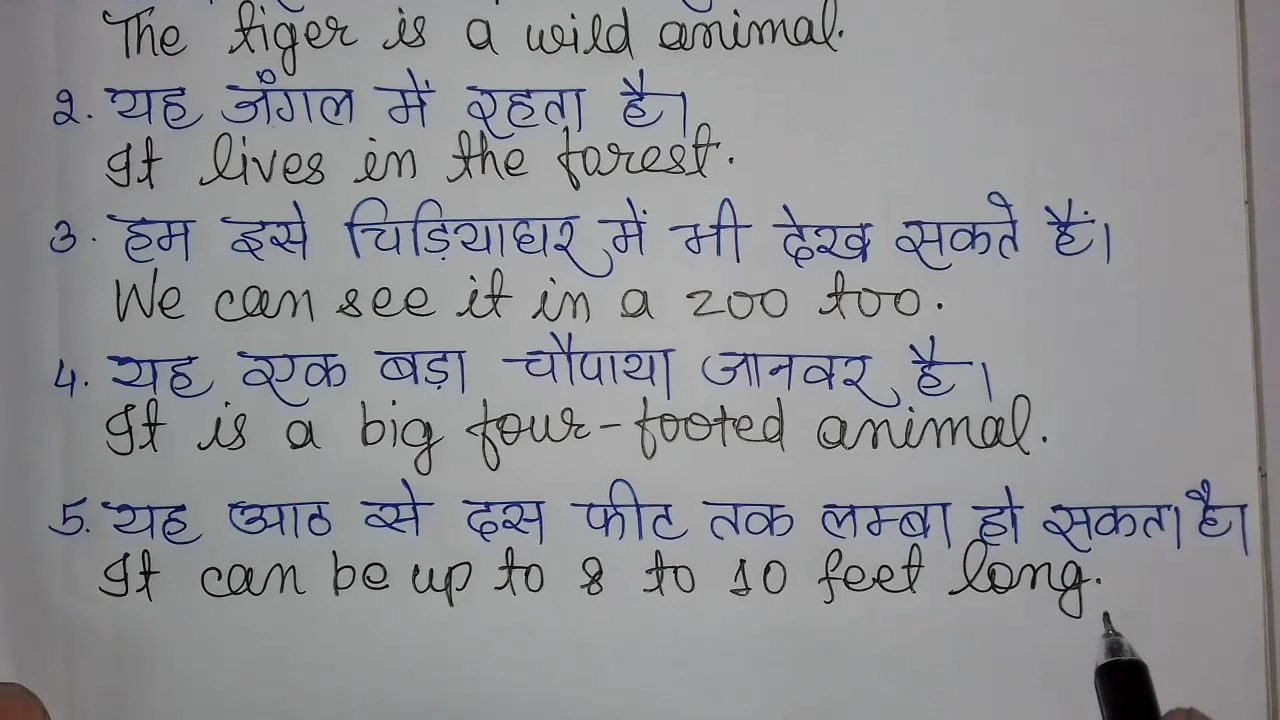 The tiger is a wild animal.
2. यह जंगल में रहता है।
It lives in the forest.
3. हम इसे चिड़ियाघर में भी देख सकते हैं।
We can see it in a zoo too.
4. यह एक बड़ा चौपाया जानवर है।
It is a big four-footed animal.
5. यह आठ से दस फीट तक लम्बा हो सकता है।
It can be up to 8 to 10 feet long.